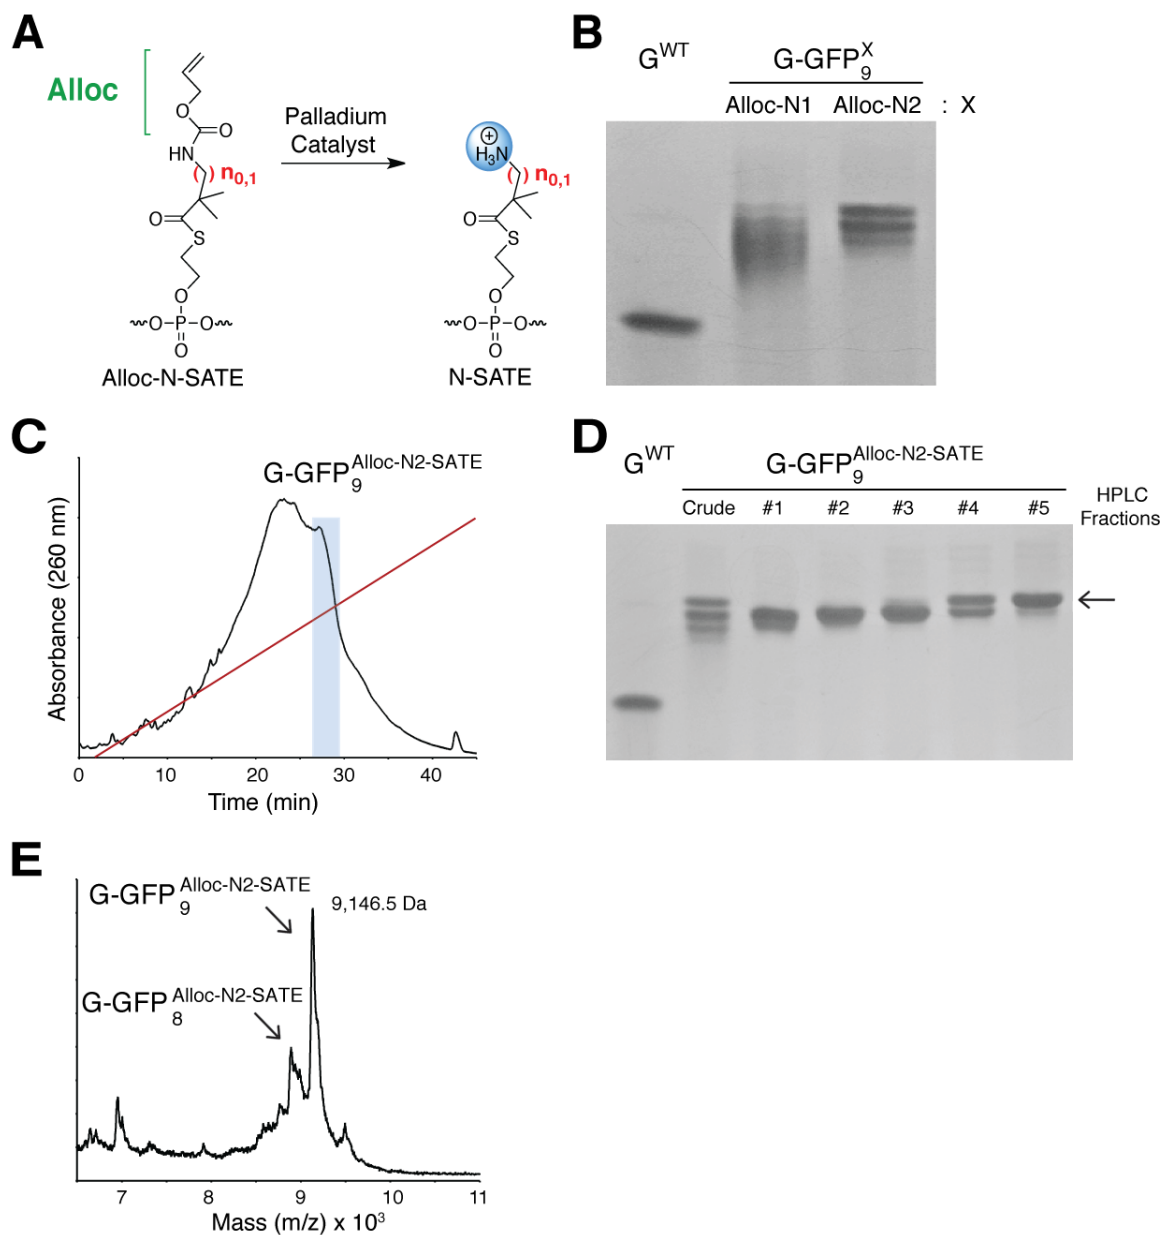 A
Alloc
O
O
HN
( ) n0,1
O
S
O
O–P–O
O
Alloc-N-SATE
Palladium
Catalyst
+
H3N
( ) n0,1
O
S
O
O–P–O
O
N-SATE
B
GWT
G-GFP9X
Alloc-N1 Alloc-N2 : X
C
G-GFP9Alloc-N2-SATE
Absorbance (260 nm)
0 10 20 30 40
Time (min)
D
GWT
G-GFP9Alloc-N2-SATE
Crude #1 #2 #3 #4 #5
HPLC
Fractions
E
G-GFP9Alloc-N2-SATE
9,146.5 Da
G-GFP8Alloc-N2-SATE
7 8 9 10 11
Mass (m/z) x 103